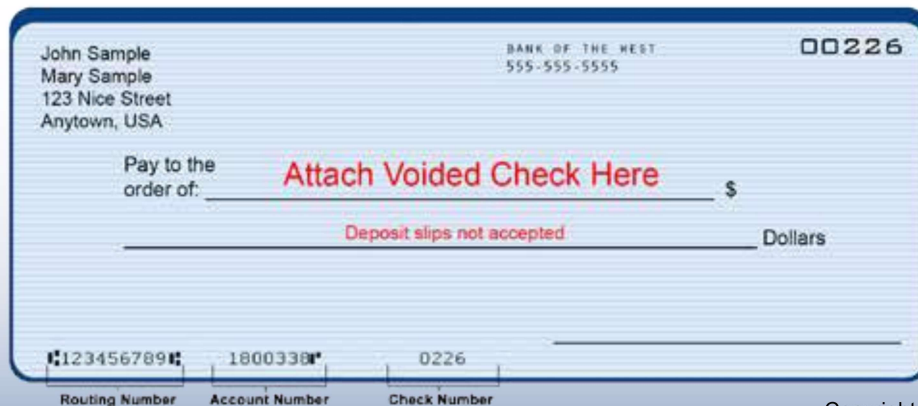 John Sample
Mary Sample
123 Nice Street
Anytown, USA
BANK OF THE WEST
555-555-5555
00226
Pay to the
order of: Attach Voided Check Here $
Deposit slips not accepted Dollars
⑆123456789⑆ 1800338⑈ 0226
Routing Number Account Number Check Number